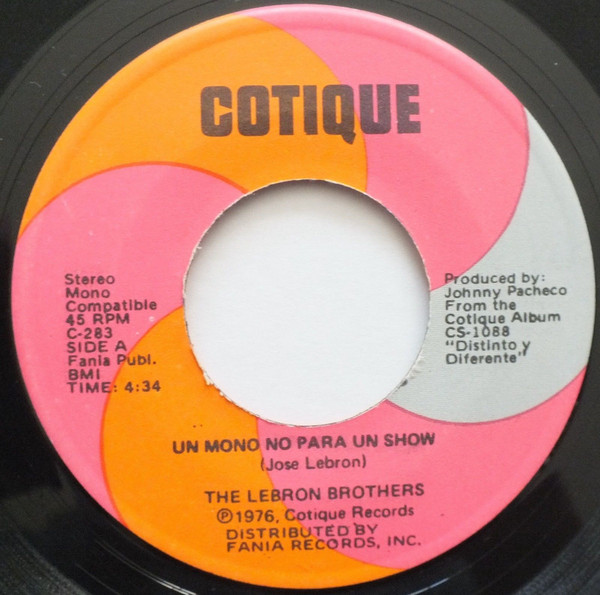 COTIQUE
Stereo
Mono
Compatible
45 RPM
C-283
SIDE A
Fania Publ.
BMI
TIME: 4:34
Produced by:
Johnny Pacheco
From the
Cotique Album
CS-1088
"Distinto y
Diferente"
UN MONO NO PARA UN SHOW
(Jose Lebron)
THE LEBRON BROTHERS
℗1976, Cotique Records
DISTRIBUTED BY
FANIA RECORDS, INC.